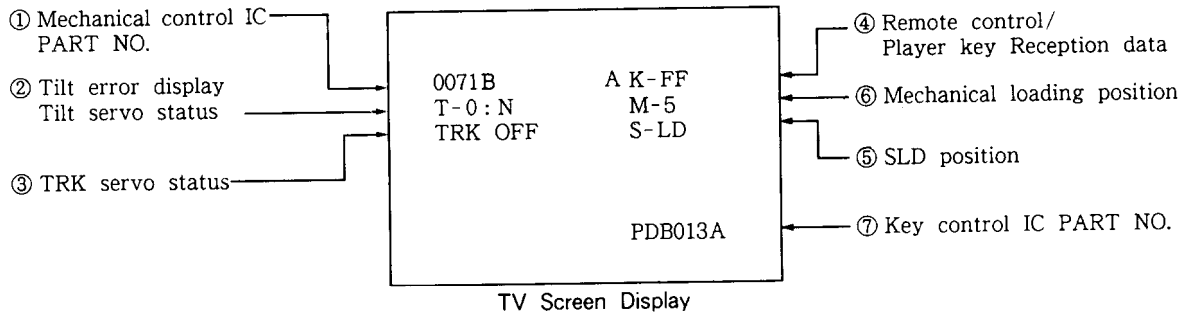 ① Mechanical control IC
PART NO.
② Tilt error display
Tilt servo status
③ TRK servo status
0071B A K-FF
T-0:N M-5
TRK OFF S-LD
PDB013A
④ Remote control/
Player key Reception data
⑥ Mechanical loading position
⑤ SLD position
⑦ Key control IC PART NO.
TV Screen Display